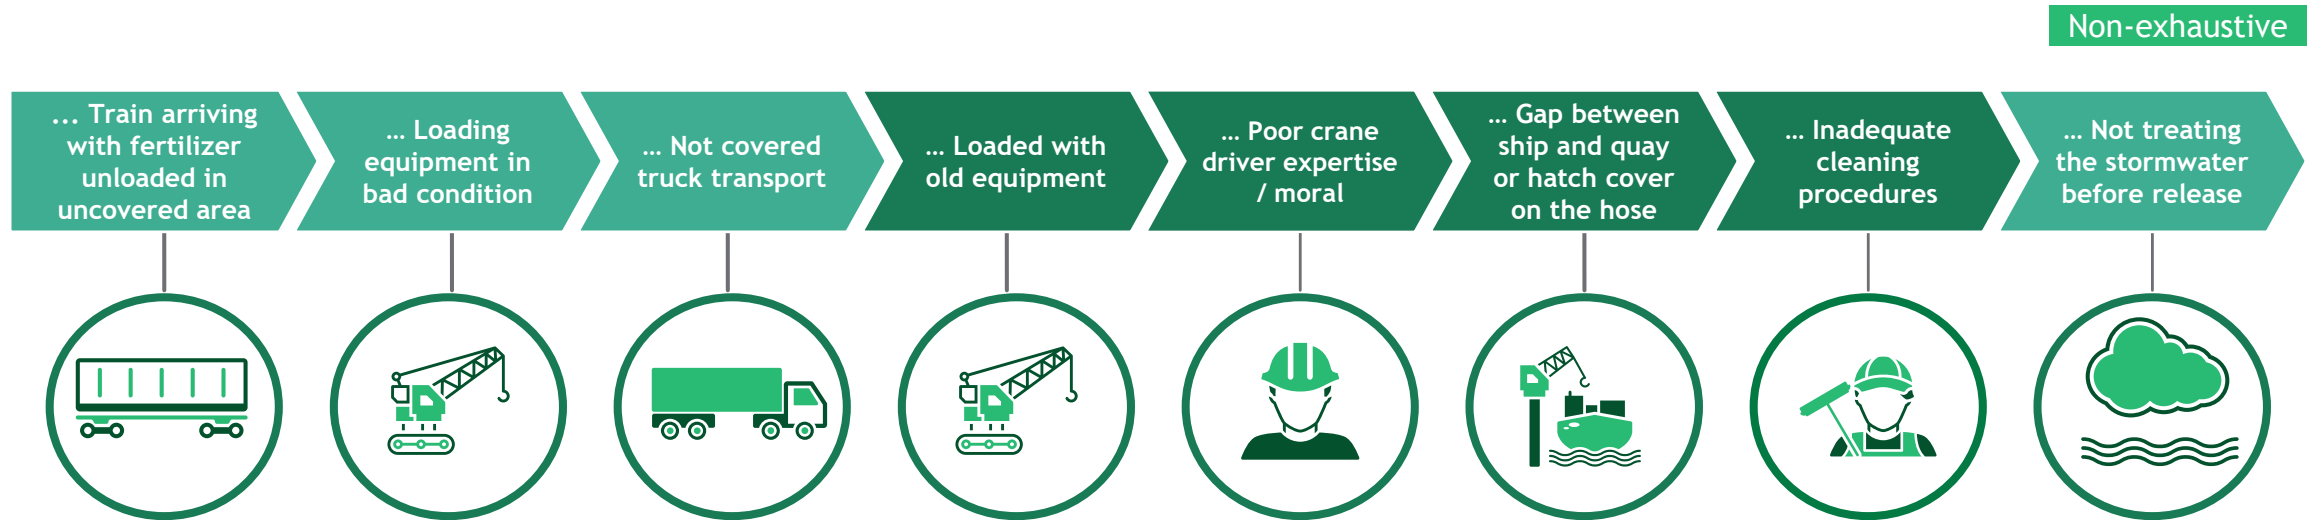 Non-exhaustive
... Train arriving
with fertilizer
unloaded in
uncovered area
... Loading
equipment in
bad condition
... Not covered
truck transport
... Loaded with
old equipment
... Poor crane
driver expertise
/ moral
... Gap between
ship and quay
or hatch cover
on the hose
... Inadequate
cleaning
procedures
... Not treating
the stormwater
before release